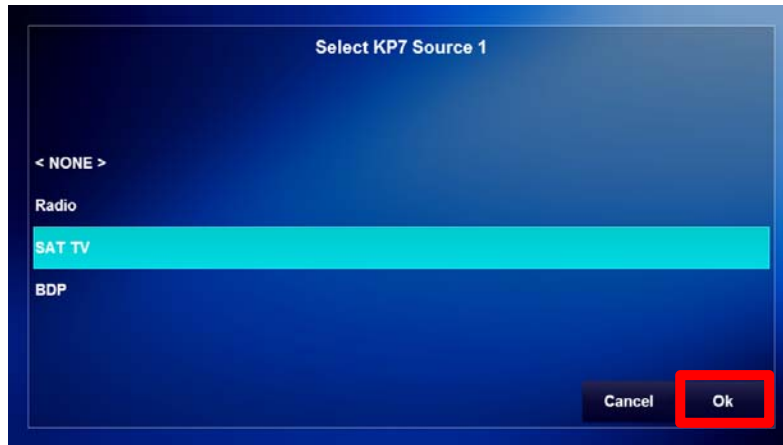 Select KP7 Source 1
< NONE >
Radio
SAT TV
BDP
Cancel Ok